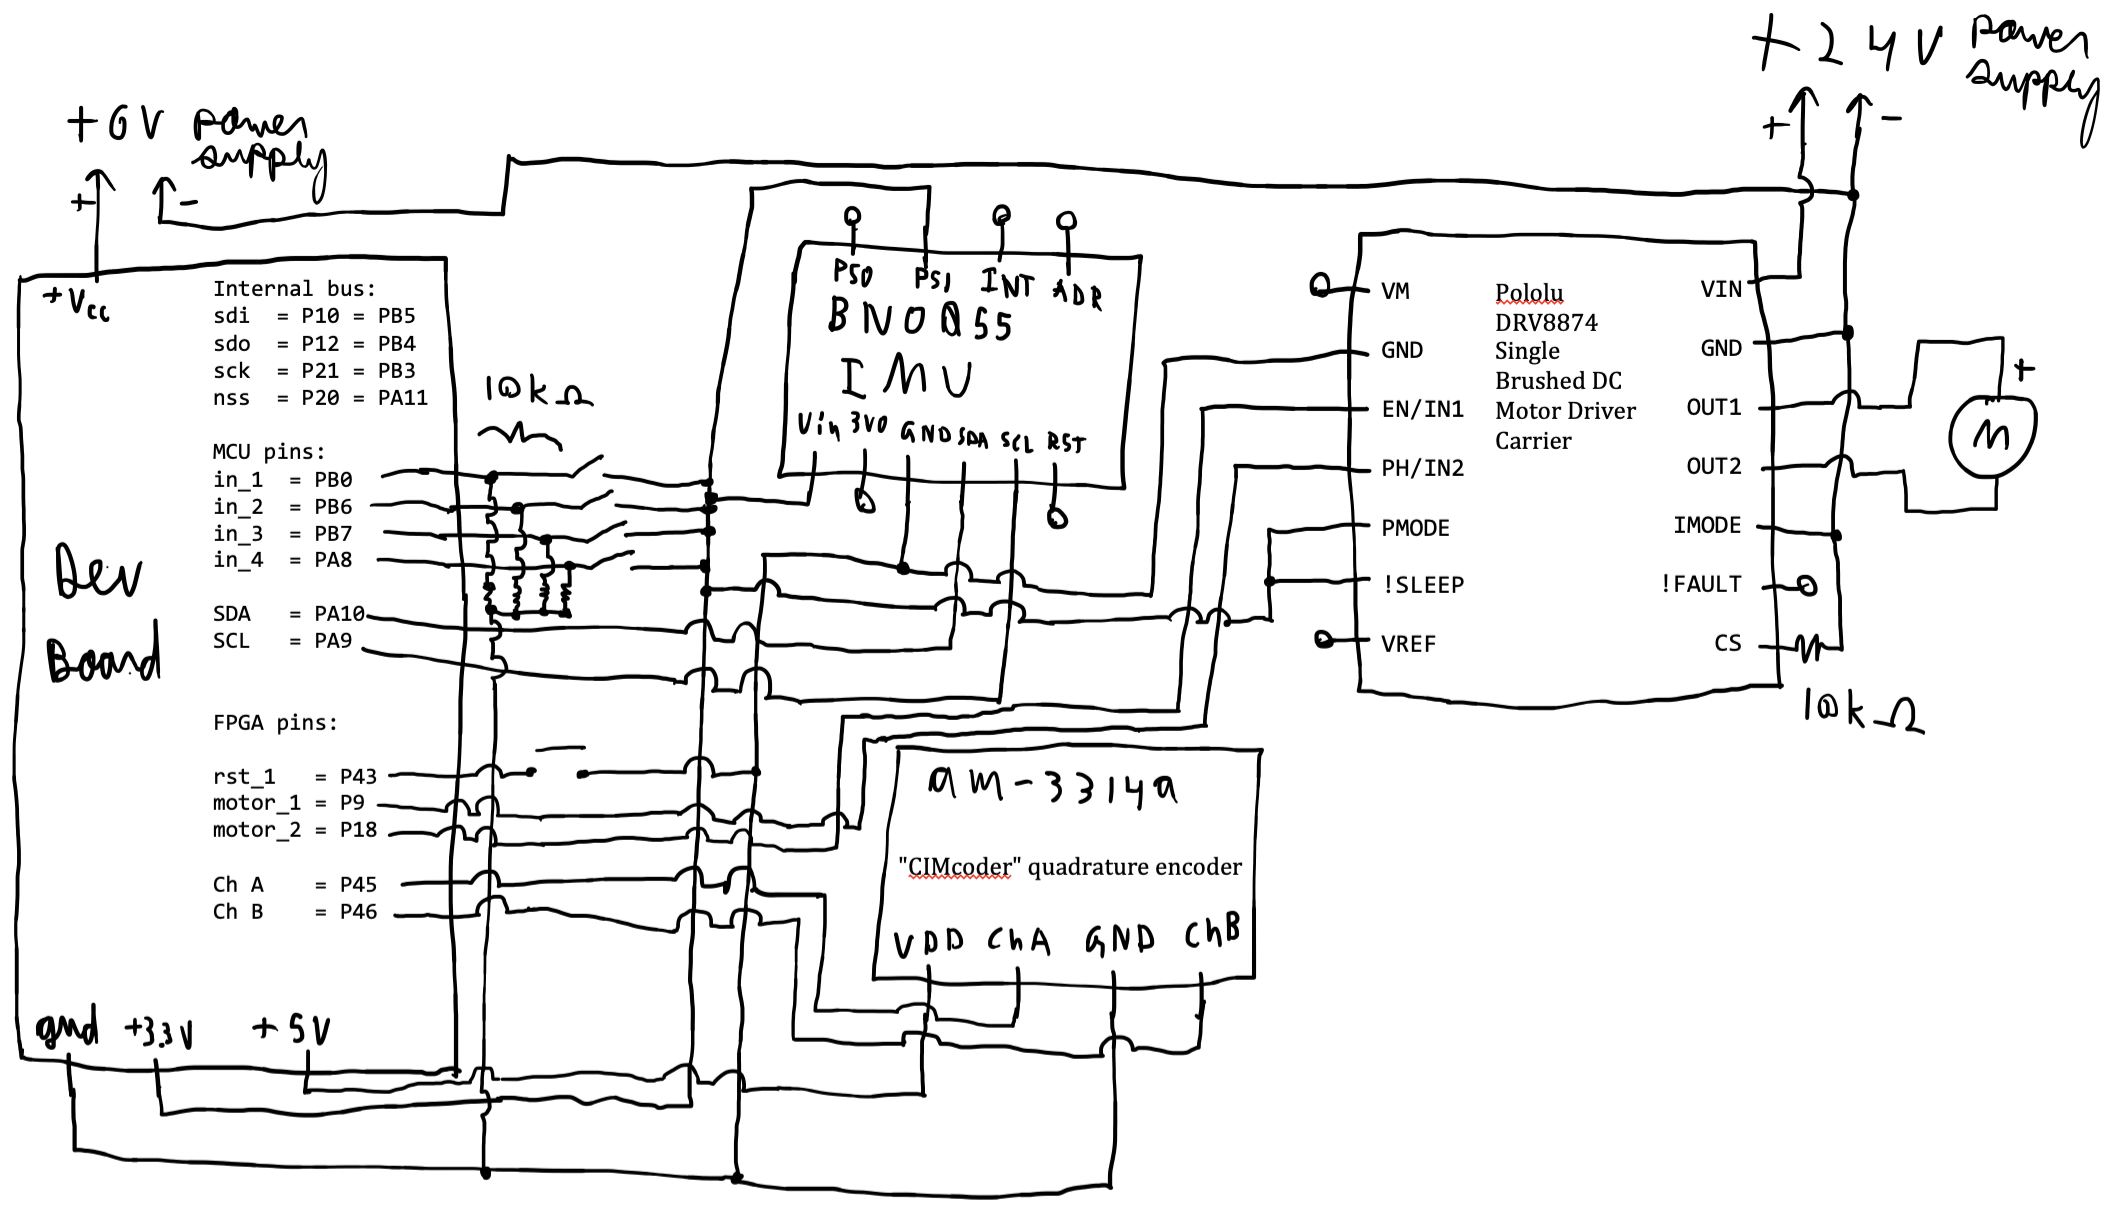 +24V power
supply
+ -
+6V power
supply
+ -
+Vcc
Internal bus:
sdi = P10 = PB5
sdo = P12 = PB4
sck = P21 = PB3
nss = P20 = PA11
MCU pins:
in_1 = PB0
in_2 = PB6
in_3 = PB7
in_4 = PA8
SDA = PA10
SCL = PA9
FPGA pins:
rst_1 = P43
motor_1 = P9
motor_2 = P18
Ch A = P45
Ch B = P46
Dev
Board
gnd +3.3V +5V
10kΩ
PS0 PS1 INT ADR
BNO055
IMU
Vin 3V0 GND SDA SCL RST
VM
GND
EN/IN1
PH/IN2
PMODE
!SLEEP
VREF
Pololu
DRV8874
Single
Brushed DC
Motor Driver
Carrier
VIN
GND
OUT1
OUT2
IMODE
!FAULT
CS
+
M
10kΩ
am-3314a
"CIMcoder" quadrature encoder
VDD ChA GND ChB